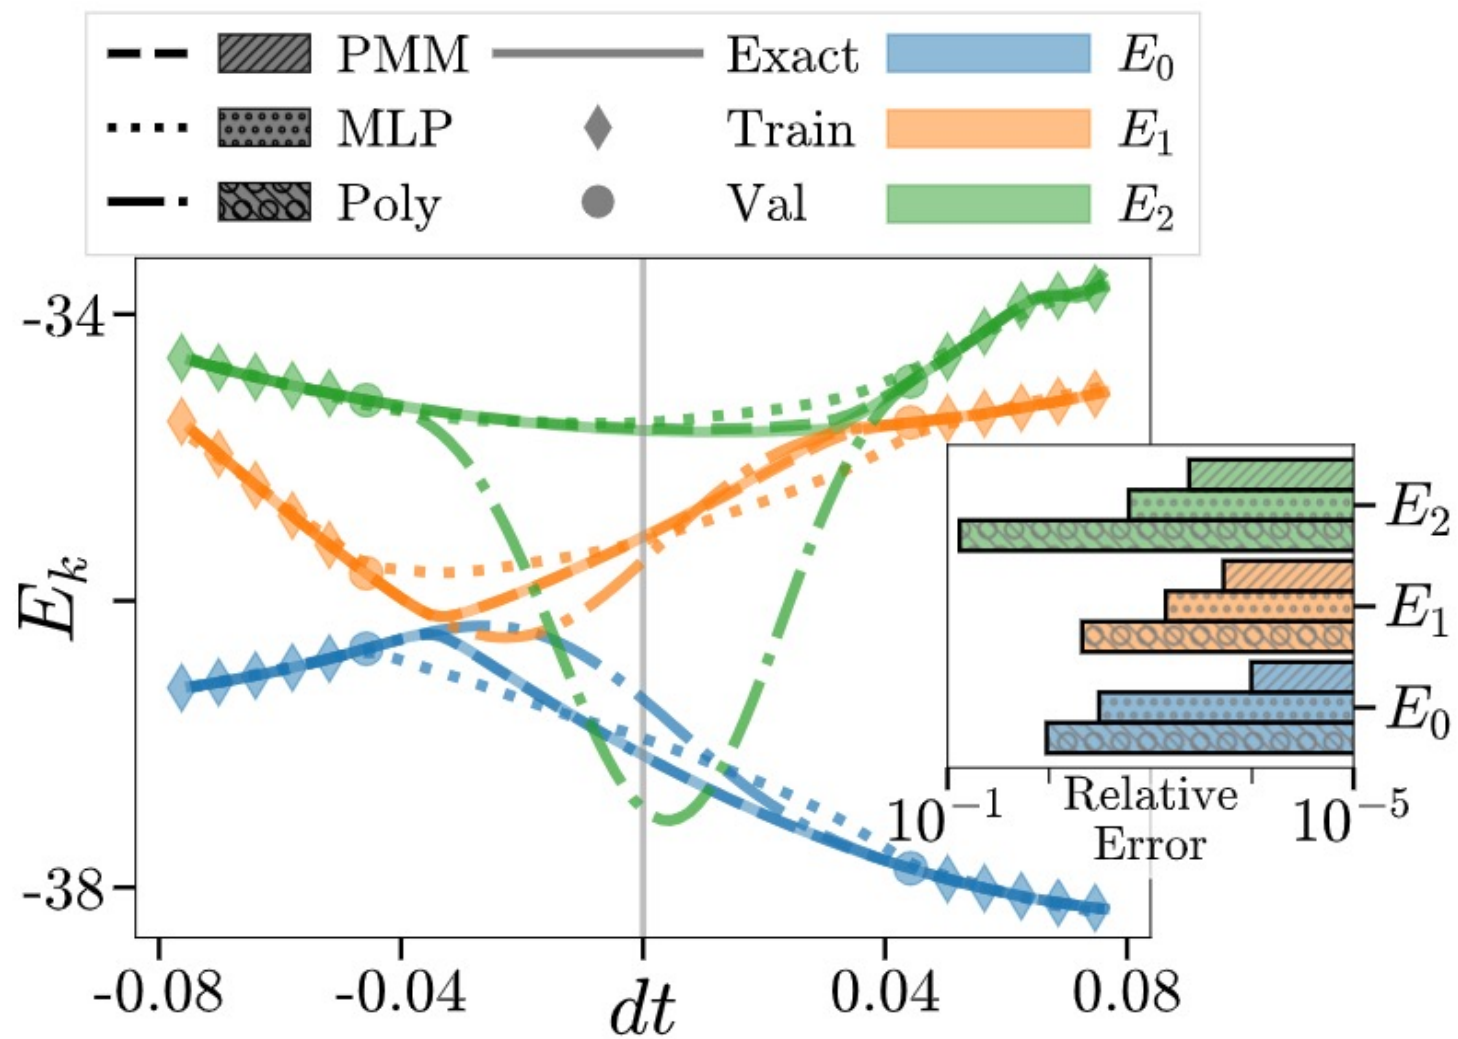 PMM Exact E₀
MLP Train E₁
Poly Val E₂
-34
Eₖ
-38
-0.08 -0.04 dt 0.04 0.08
E₂
E₁
E₀
10⁻¹ Relative 10⁻⁵
Error